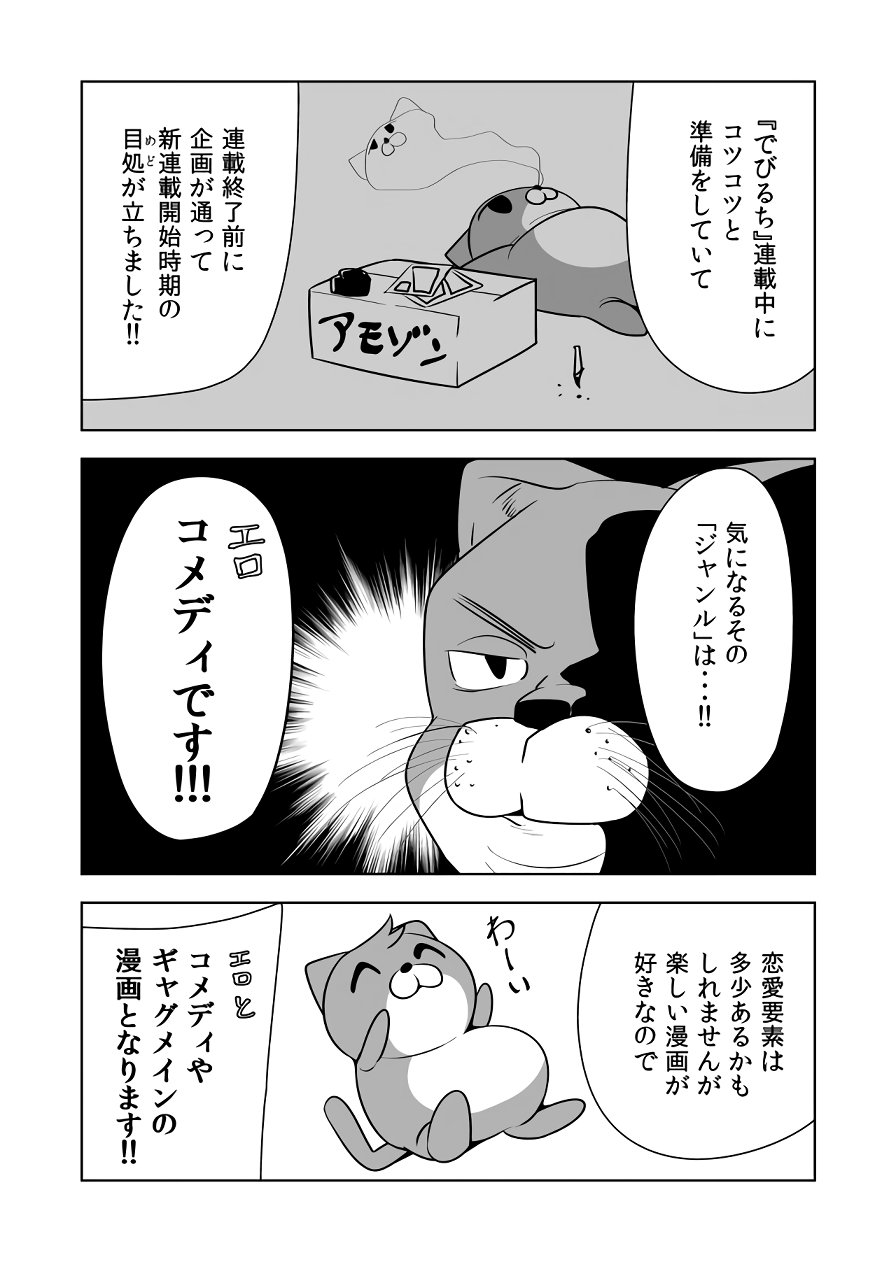 『でびるち』連載中に
コツコツと
準備をしていて
連載終了前に
企画が通って
新連載開始時期の
目処が立ちました!!
めど
アモゾン
気になるその
「ジャンル」は・・・!!
エロ
コメディです!!!
恋愛要素は
多少あるかも
しれませんが
楽しい漫画が
好きなので
わーい
エロと
コメディや
ギャグメインの
漫画となります!!